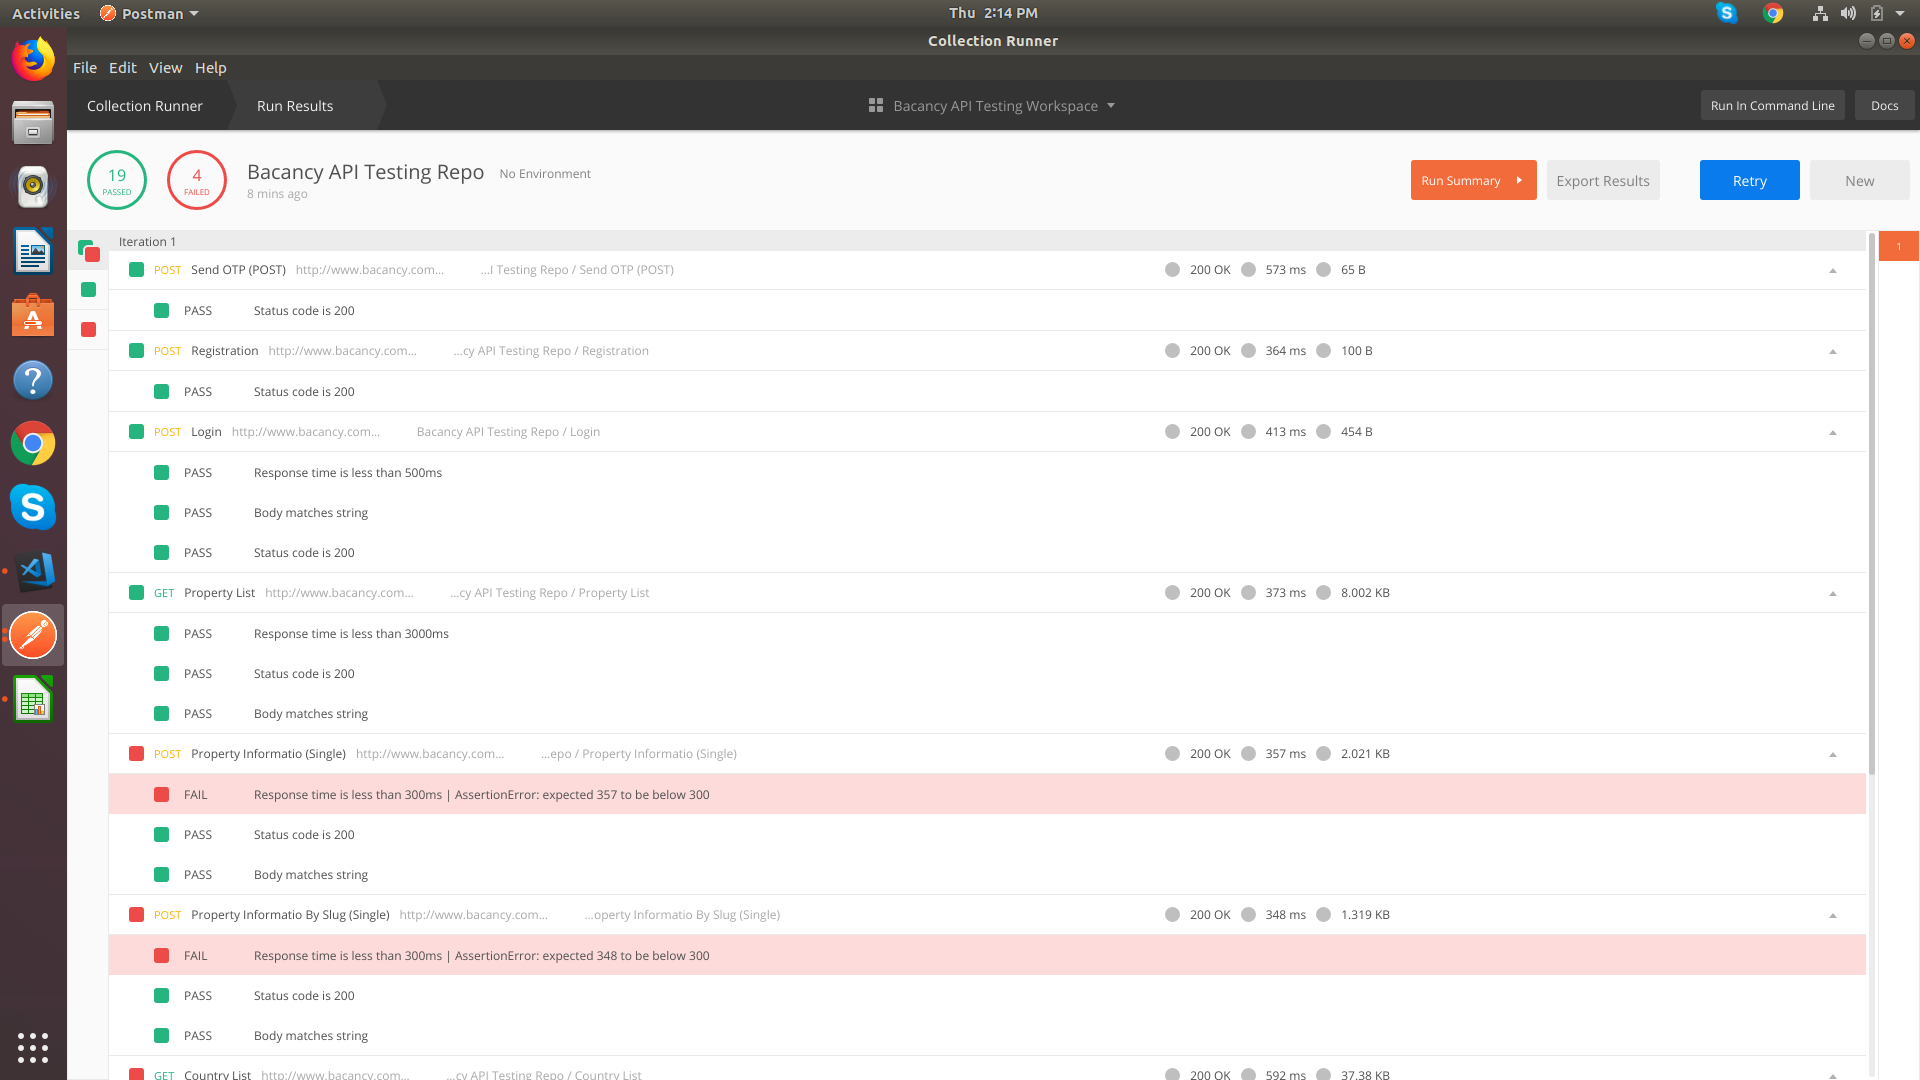 Activities Postman Thu 2:14 PM
Collection Runner
File Edit View Help
Collection Runner Run Results Bacancy API Testing Workspace Run In Command Line Docs
19 PASSED 4 FAILED Bacancy API Testing Repo No Environment
8 mins ago
Run Summary Export Results Retry New
Iteration 1 1
POST Send OTP (POST) http://www.bacancy.com... ...I Testing Repo / Send OTP (POST) 200 OK 573 ms 65 B
PASS Status code is 200
POST Registration http://www.bacancy.com... ...cy API Testing Repo / Registration 200 OK 364 ms 100 B
PASS Status code is 200
POST Login http://www.bacancy.com... Bacancy API Testing Repo / Login 200 OK 413 ms 454 B
PASS Response time is less than 500ms
PASS Body matches string
PASS Status code is 200
GET Property List http://www.bacancy.com... ...cy API Testing Repo / Property List 200 OK 373 ms 8.002 KB
PASS Response time is less than 3000ms
PASS Status code is 200
PASS Body matches string
POST Property Informatio (Single) http://www.bacancy.com... ...epo / Property Informatio (Single) 200 OK 357 ms 2.021 KB
FAIL Response time is less than 300ms | AssertionError: expected 357 to be below 300
PASS Status code is 200
PASS Body matches string
POST Property Informatio By Slug (Single) http://www.bacancy.com... ...operty Informatio By Slug (Single) 200 OK 348 ms 1.319 KB
FAIL Response time is less than 300ms | AssertionError: expected 348 to be below 300
PASS Status code is 200
PASS Body matches string
GET Country List http://www.bacancy.com... ...cy API Testing Repo / Country List 200 OK 592 ms 37.38 KB